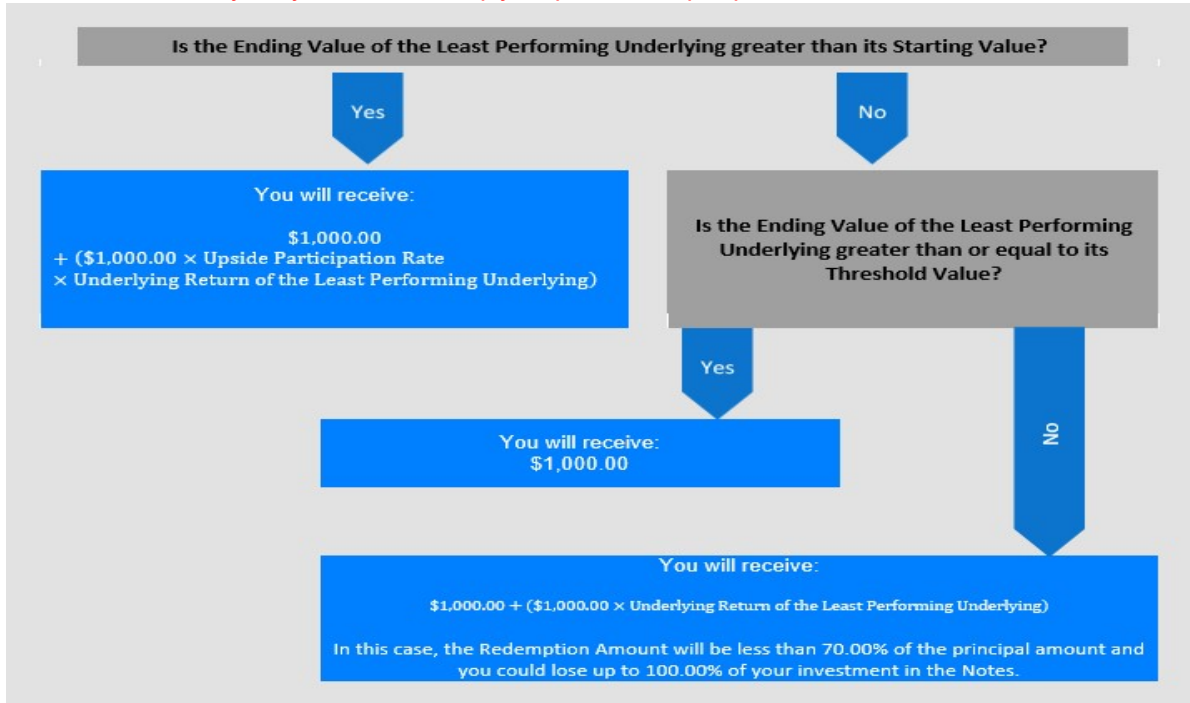 Is the Ending Value of the Least Performing Underlying greater than its Starting Value?
Yes
No
You will receive:
$1,000.00
+ ($1,000.00 × Upside Participation Rate
× Underlying Return of the Least Performing Underlying)
Is the Ending Value of the Least Performing
Underlying greater than or equal to its
Threshold Value?
Yes
No
You will receive:
$1,000.00
You will receive:
$1,000.00 + ($1,000.00 × Underlying Return of the Least Performing Underlying)
In this case, the Redemption Amount will be less than 70.00% of the principal amount and
you could lose up to 100.00% of your investment in the Notes.